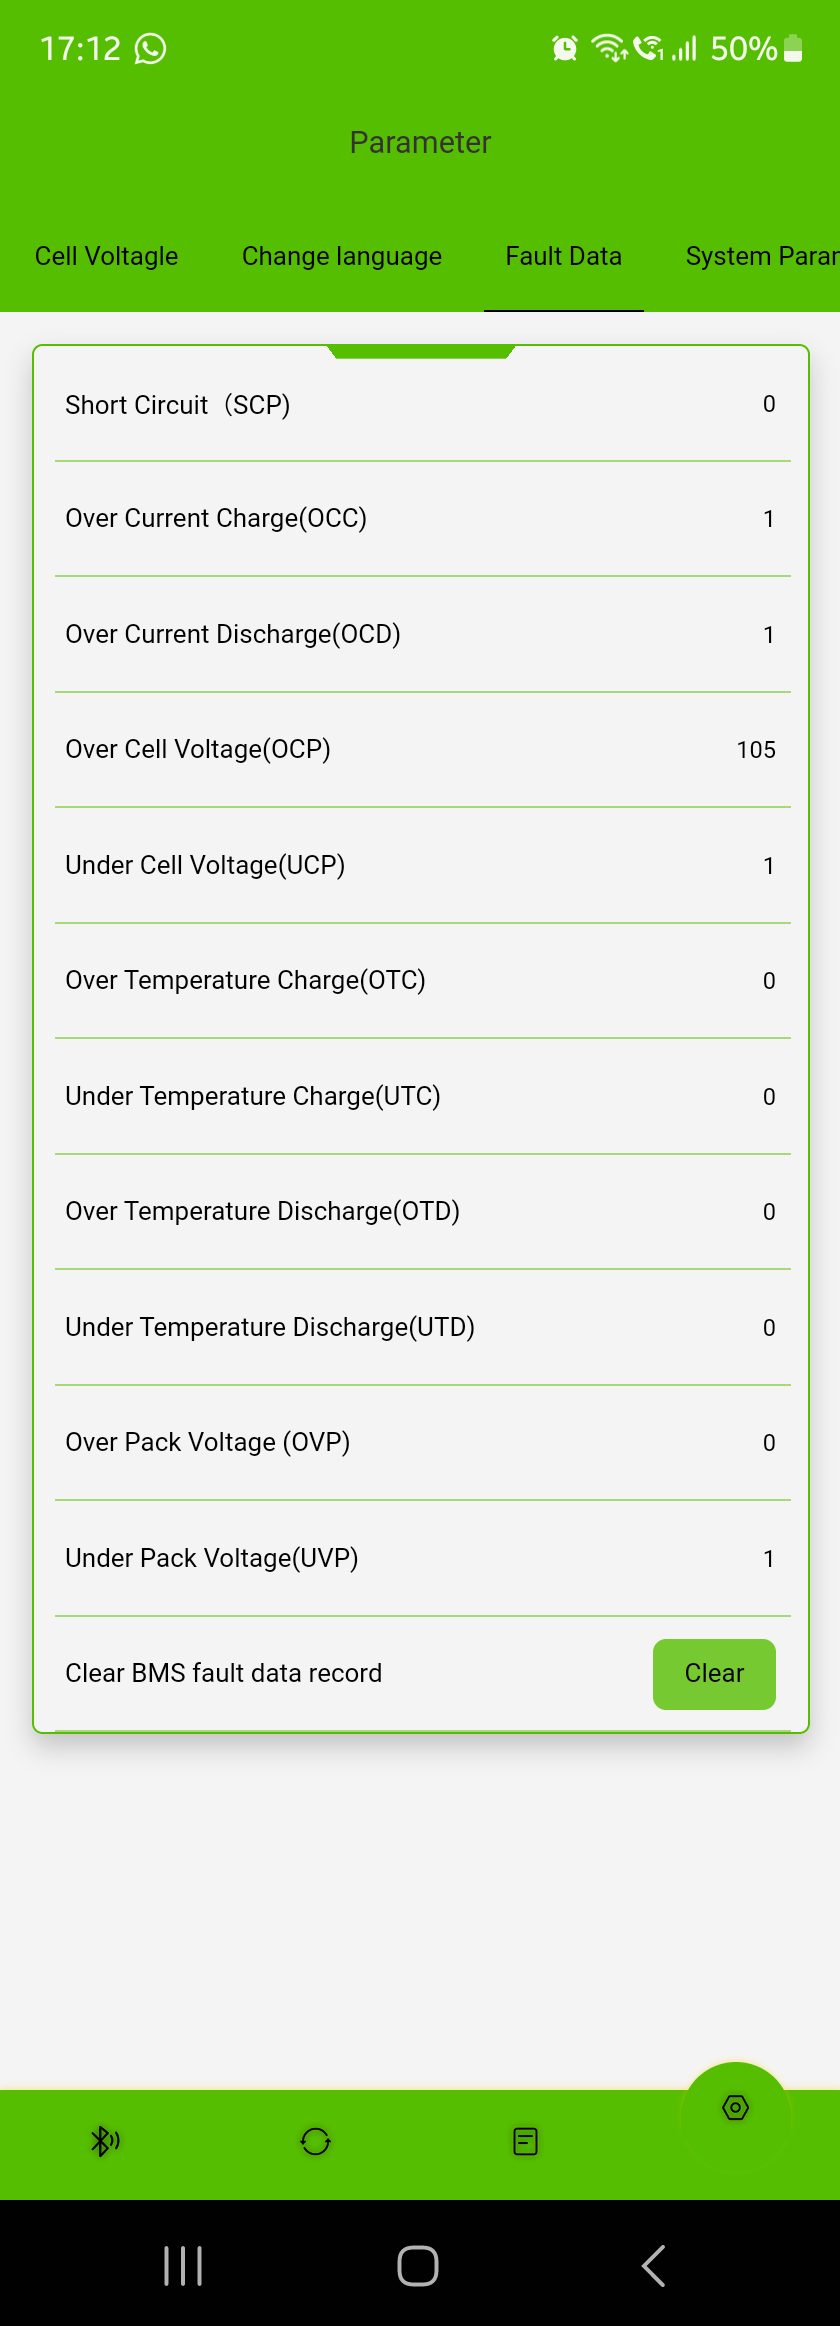 17:12 50%
Parameter
Cell Voltagle Change language Fault Data System Param
Short Circuit（SCP) 0
Over Current Charge(OCC) 1
Over Current Discharge(OCD) 1
Over Cell Voltage(OCP) 105
Under Cell Voltage(UCP) 1
Over Temperature Charge(OTC) 0
Under Temperature Charge(UTC) 0
Over Temperature Discharge(OTD) 0
Under Temperature Discharge(UTD) 0
Over Pack Voltage (OVP) 0
Under Pack Voltage(UVP) 1
Clear BMS fault data record Clear